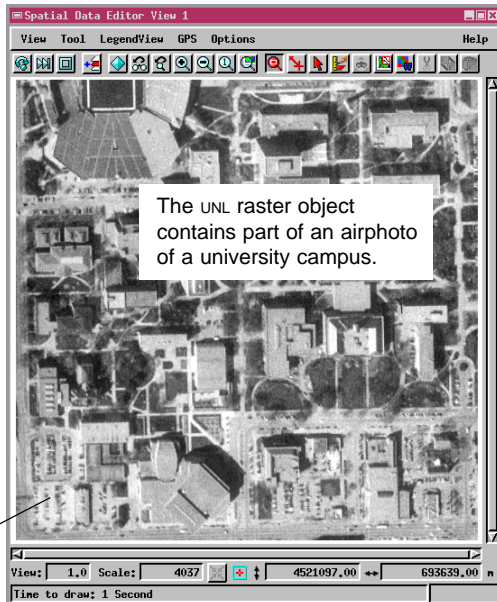 Spatial Data Editor View 1
View Tool LegendView GPS Options Help
The UNL raster object
contains part of an airphoto
of a university campus.
View: 1.0 Scale: 4037 4521097.00 693639.00 m
Time to draw: 1 Second